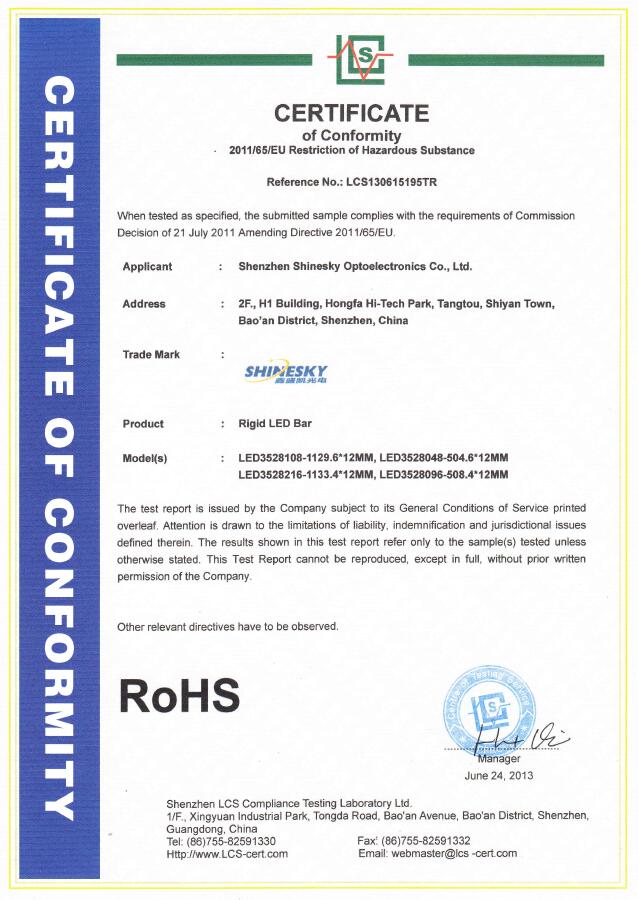 CERTIFICATE OF CONFORMITY
LCS
CERTIFICATE
of Conformity
2011/65/EU Restriction of Hazardous Substance
Reference No.: LCS130615195TR
When tested as specified, the submitted sample complies with the requirements of Commission
Decision of 21 July 2011 Amending Directive 2011/65/EU.
Applicant : Shenzhen Shinesky Optoelectronics Co., Ltd.
Address : 2F., H1 Building, Hongfa Hi-Tech Park, Tangtou, Shiyan Town,
Bao'an District, Shenzhen, China
Trade Mark :
SHINESKY
鑫盛凯光电
Product : Rigid LED Bar
Model(s) : LED3528108-1129.6*12MM, LED3528048-504.6*12MM
LED3528216-1133.4*12MM, LED3528096-508.4*12MM
The test report is issued by the Company subject to its General Conditions of Service printed
overleaf. Attention is drawn to the limitations of liability, indemnification and jurisdictional issues
defined therein. The results shown in this test report refer only to the sample(s) tested unless
otherwise stated. This Test Report cannot be reproduced, except in full, without prior written
permission of the Company.
Other relevant directives have to be observed.
RoHS
Centre of Testing Service
LCS
Manager
June 24, 2013
Shenzhen LCS Compliance Testing Laboratory Ltd.
1/F., Xingyuan Industrial Park, Tongda Road, Bao'an Avenue, Bao'an District, Shenzhen,
Guangdong, China
Tel: (86)755-82591330 Fax: (86)755-82591332
Http://www.LCS-cert.com Email: webmaster@lcs -cert.com